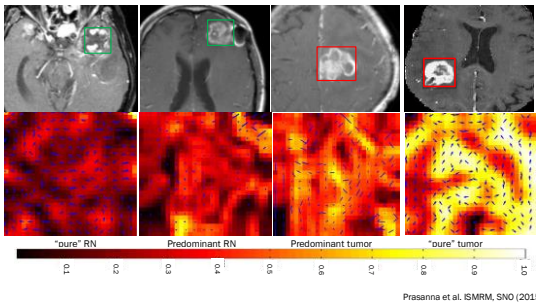 "pure" RN
Predominant RN
Predominant tumor
"pure" tumor
0.1
0.2
0.3
0.4
0.5
0.6
0.7
0.8
0.9
1.0
Prasanna et al. ISMRM, SNO (201